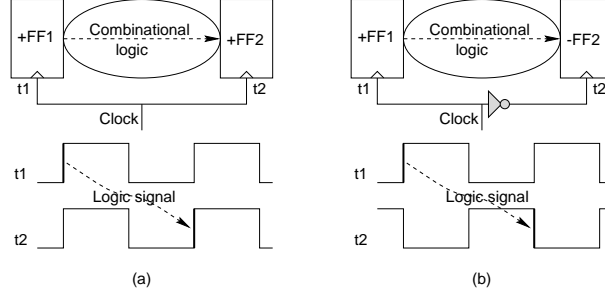 +FF1 Combinational logic +FF2
t1 t2
Clock
t1
Logic signal
t2
(a)
+FF1 Combinational logic -FF2
t1 t2
Clock
t1
Logic signal
t2
(b)